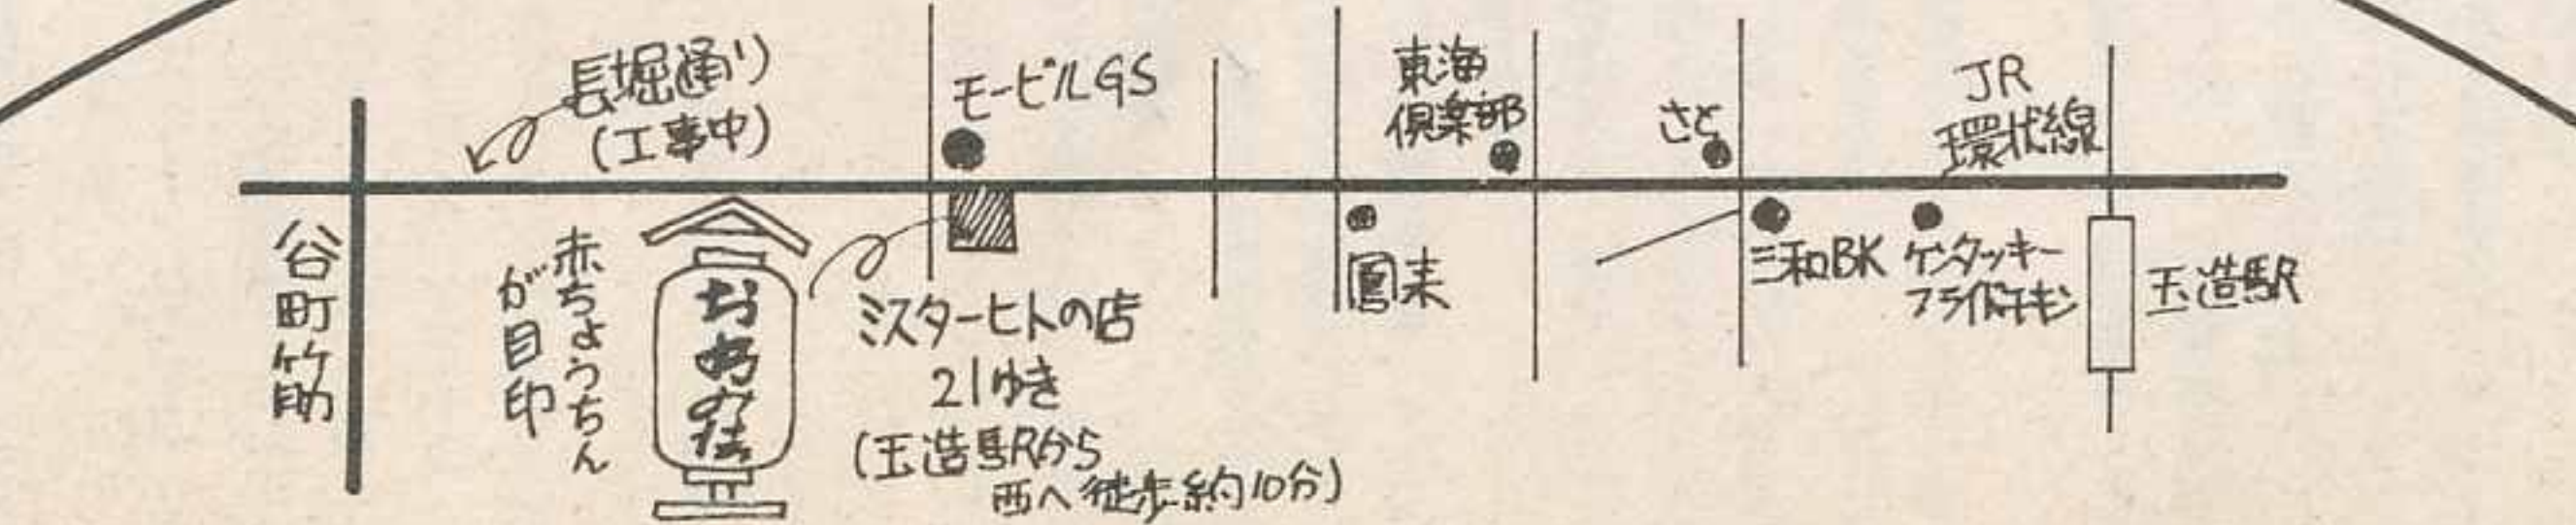 長堀通り
(工事中)
モービルGS
東海
倶楽部
さと
JR
環状線
谷町筋
赤ちょうちん
が目印
お好み焼
ミスターヒトの店
21ゆき
(玉造駅から
西へ徒歩約10分)
三和BK
ケンタッキー
フライドチキン
玉造駅